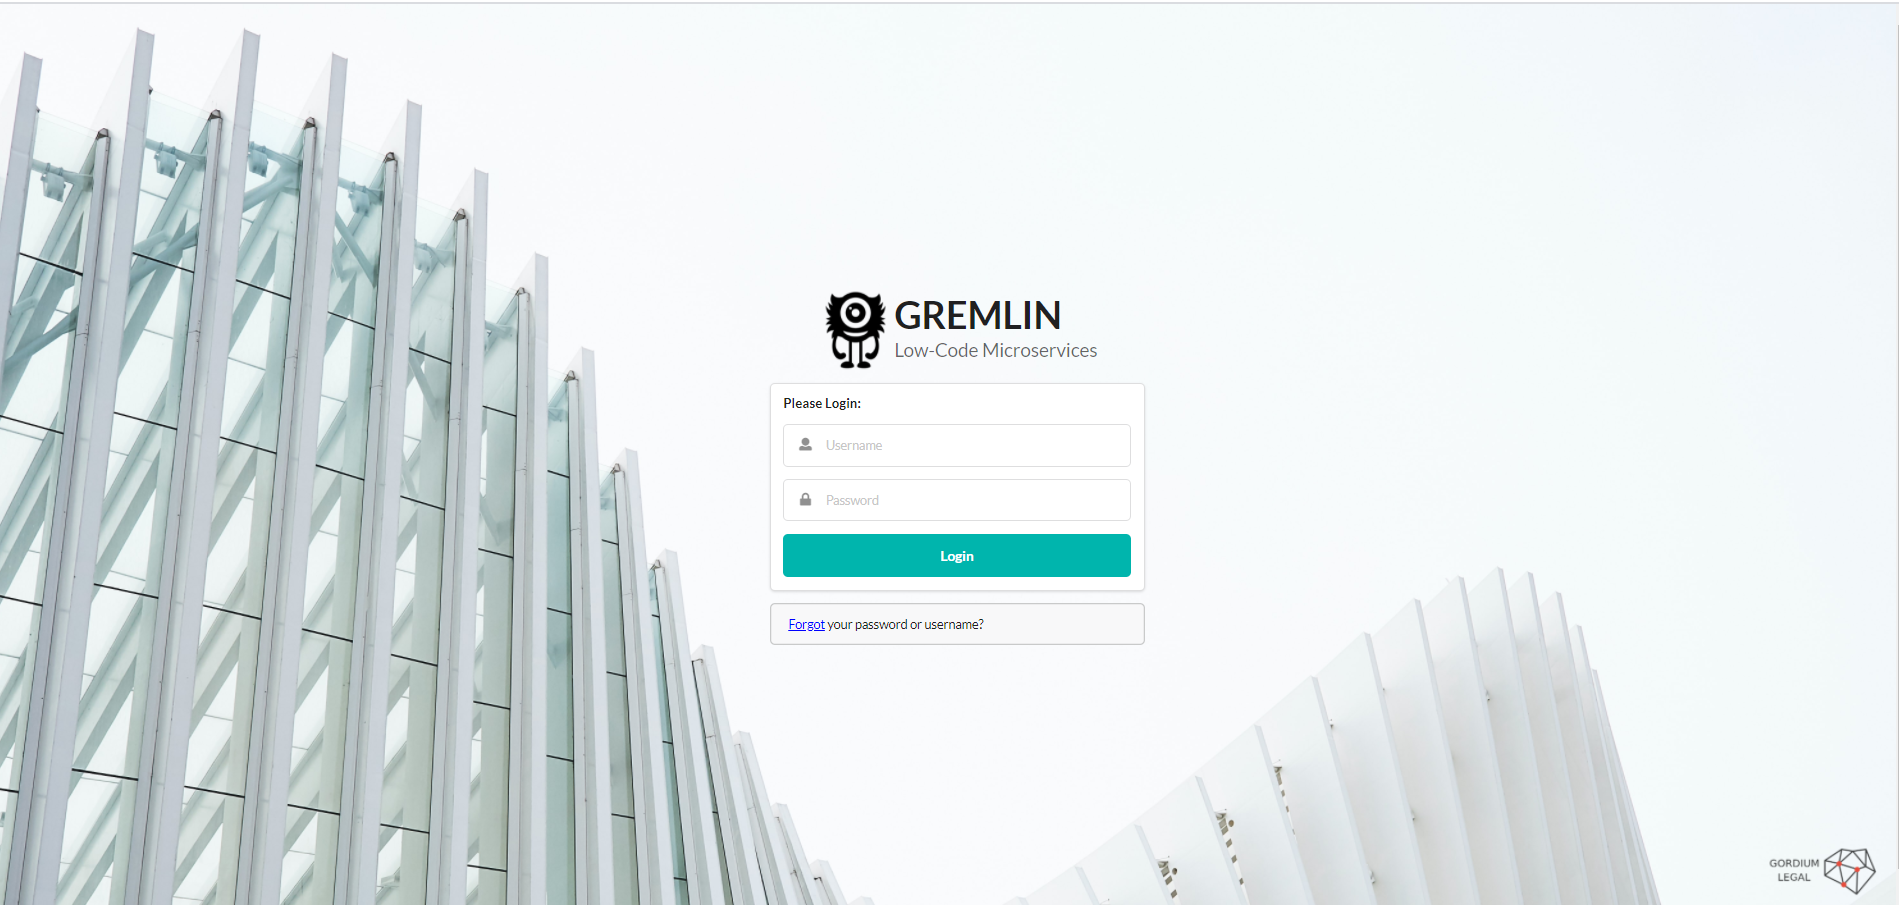 GREMLIN
Low-Code Microservices
Please Login:
Username
Password
Login
Forgot your password or username?
GORDIUM
LEGAL